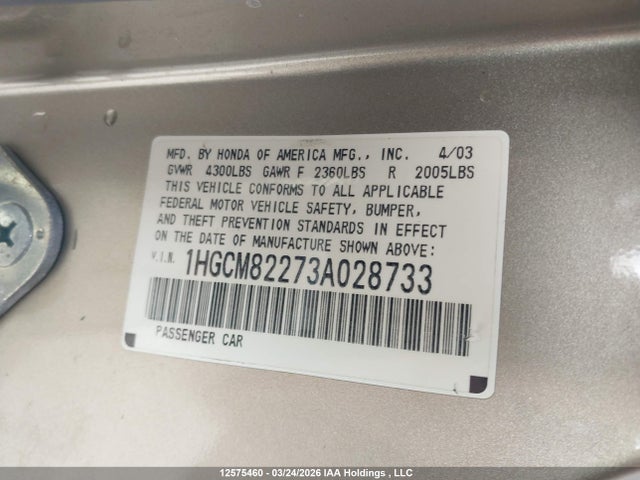 MFD. BY HONDA OF AMERICA MFG., INC. 4/03
GVWR 4300LBS GAWR F 2360LBS R 2005LBS
THIS VEHICLE CONFORMS TO ALL APPLICABLE
FEDERAL MOTOR VEHICLE SAFETY, BUMPER,
AND THEFT PREVENTION STANDARDS IN EFFECT
ON THE DATE OF MANUFACTURE SHOWN ABOVE:
V.I.N. 1HGCM82273A028733
PASSENGER CAR
12575460 - 03/24/2026 IAA Holdings , LLC